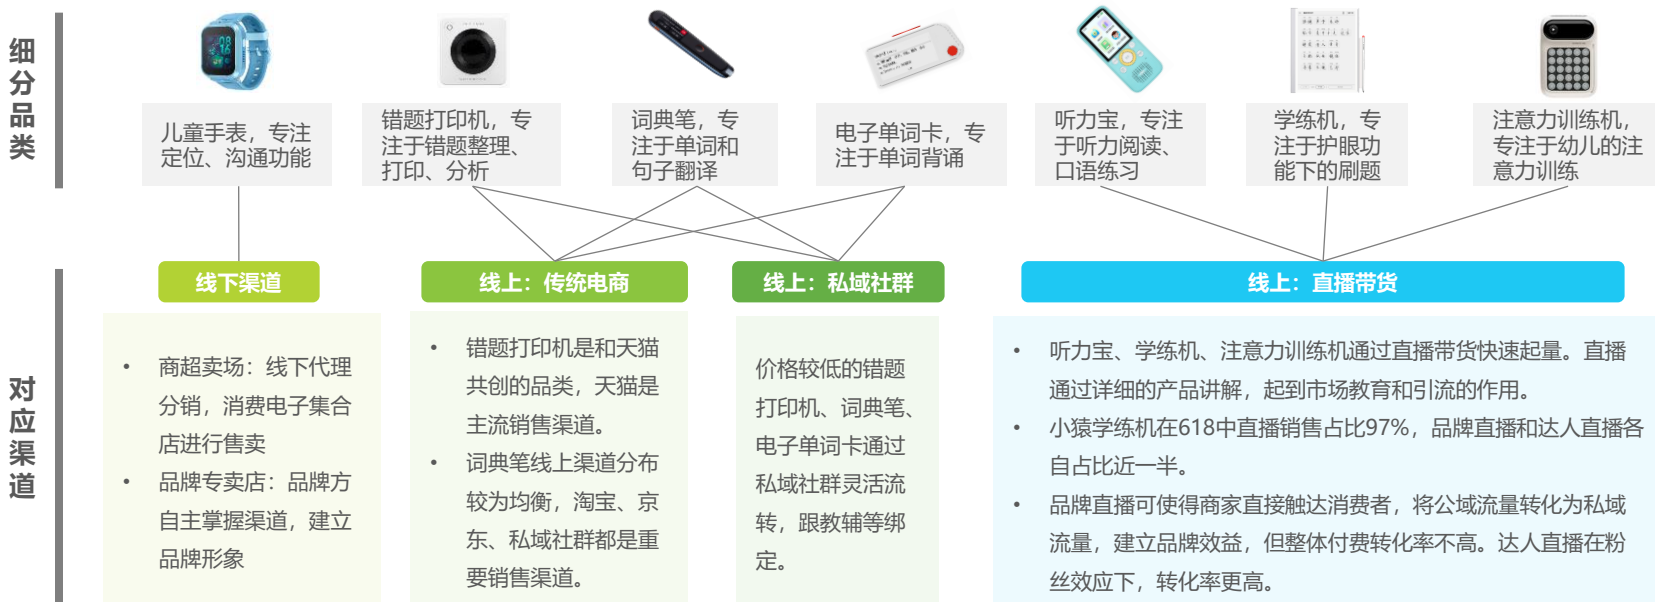 细分品类
儿童手表，专注
定位、沟通功能
错题打印机，专
注于错题整理、
打印、分析
词典笔，专
注于单词和
句子翻译
电子单词卡，专
注于单词背诵
听力宝，专注
于听力阅读、
口语练习
学练机，专
注于护眼功
能下的刷题
注意力训练机，
专注于幼儿的注
意力训练
对应渠道
线下渠道
• 商超卖场：线下代理
分销，消费电子集合
店进行售卖
• 品牌专卖店：品牌方
自主掌握渠道，建立
品牌形象
线上：传统电商
• 错题打印机是和天猫
共创的品类，天猫是
主流销售渠道。
• 词典笔线上渠道分布
较为均衡，淘宝、京
东、私域社群都是重
要销售渠道。
线上：私域社群
价格较低的错题
打印机、词典笔、
电子单词卡通过
私域社群灵活流
转，跟教辅等绑
定。
线上：直播带货
• 听力宝、学练机、注意力训练机通过直播带货快速起量。直播
通过详细的产品讲解，起到市场教育和引流的作用。
• 小猿学练机在618中直播销售占比97%，品牌直播和达人直播各
自占比近一半。
• 品牌直播可使得商家直接触达消费者，将公域流量转化为私域
流量，建立品牌效益，但整体付费转化率不高。达人直播在粉
丝效应下，转化率更高。